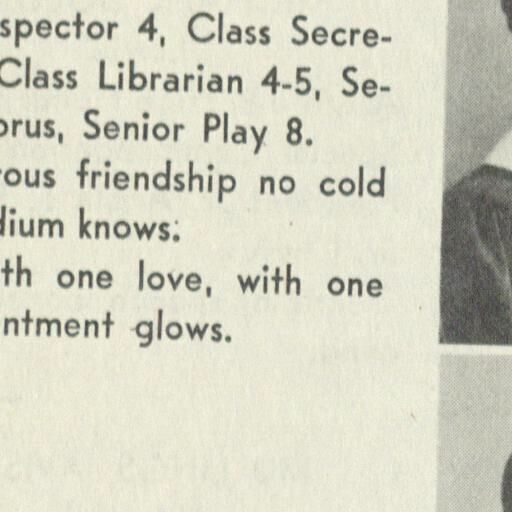 spector 4, Class Secre-
Class Librarian 4-5, Se-
orus, Senior Play 8.
ous friendship no cold
dium knows:
th one love, with one
ntment glows.